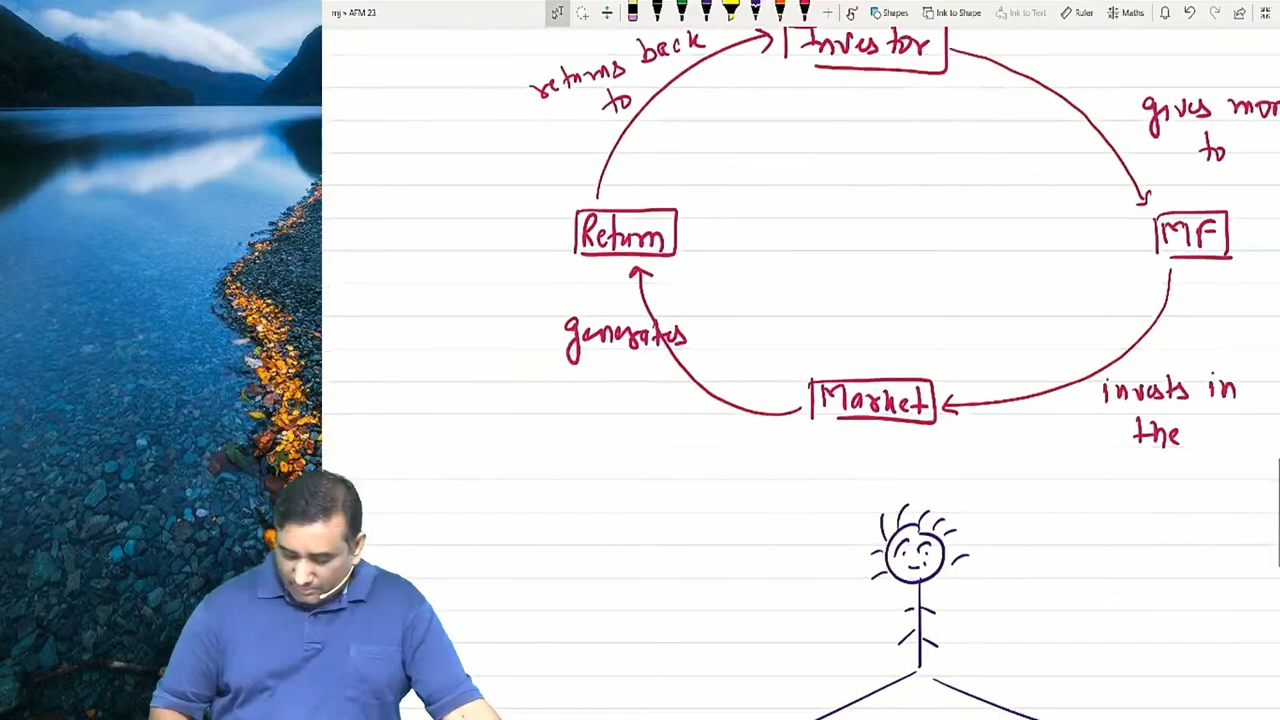 mj » AFM 23
Shapes
Ink to Shape
Ink to Text
Ruler
Maths
Investor
returns back
to
gives mor
to
Return
MF
generates
Market
invests in
the